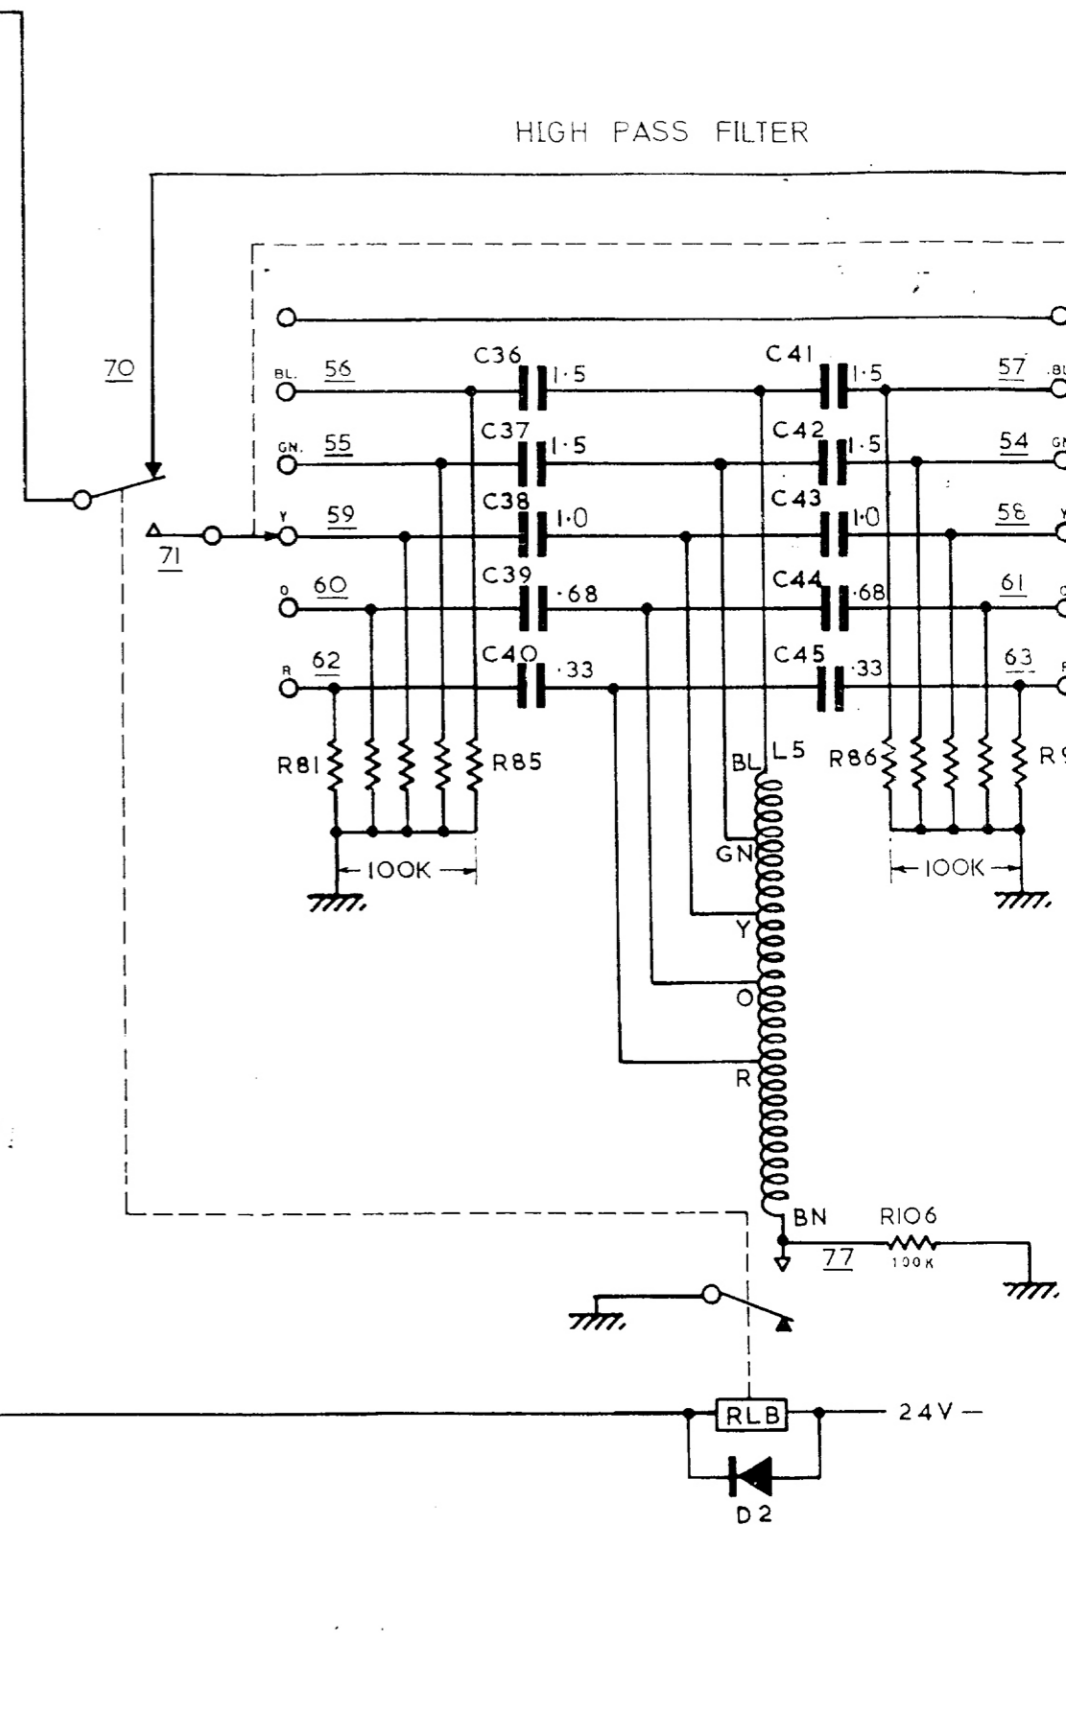 HIGH PASS FILTER
70
BL. 56 C36 1·5 C41 1·5 57 BL
GN. 55 C37 1·5 C42 1·5 54
Y 59 C38 1·0 C43 1·0 58 Y
71
O 60 C39 ·68 C44 ·68 61
R 62 C40 ·33 C45 ·33 63
R81 R85 BL L5 R86
GN
100K 100K
Y
O
R
BN R106
77 100K
RLB 24V—
D2